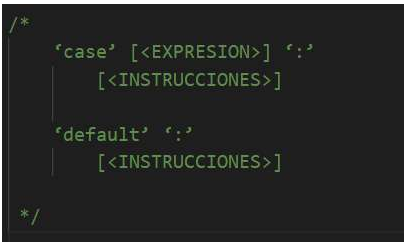 /*
‘case’ [<EXPRESION>] ‘:’
[<INSTRUCCIONES>]
‘default’ ‘:’
[<INSTRUCCIONES>]
*/